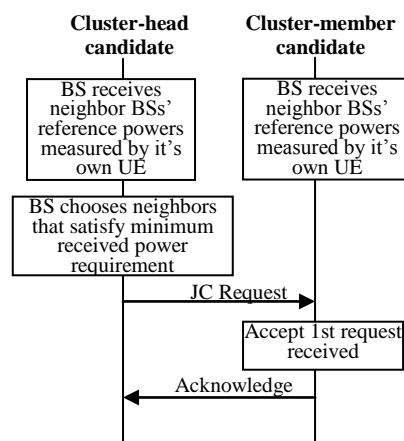 Cluster-head
candidate
Cluster-member
candidate
BS receives
neighbor BSs'
reference powers
measured by it's
own UE
BS receives
neighbor BSs'
reference powers
measured by it's
own UE
BS chooses neighbors
that satisfy minimum
received power
requirement
JC Request
Accept 1st request
received
Acknowledge